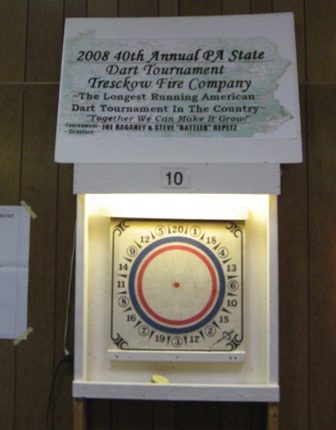 2008 40th Annual PA State
Dart Tournament
Tresckow Fire Company
-The Longest Running American
Dart Tournament In The Country-
"Together We Can Make It Grow!"
Tournament
Directors
JOE HAGANEY & STEVE "RATTLER" REPETZ
10
20
1
18
4
13
6
10
15
2
17
3
19
7
16
8
11
14
9
12
5